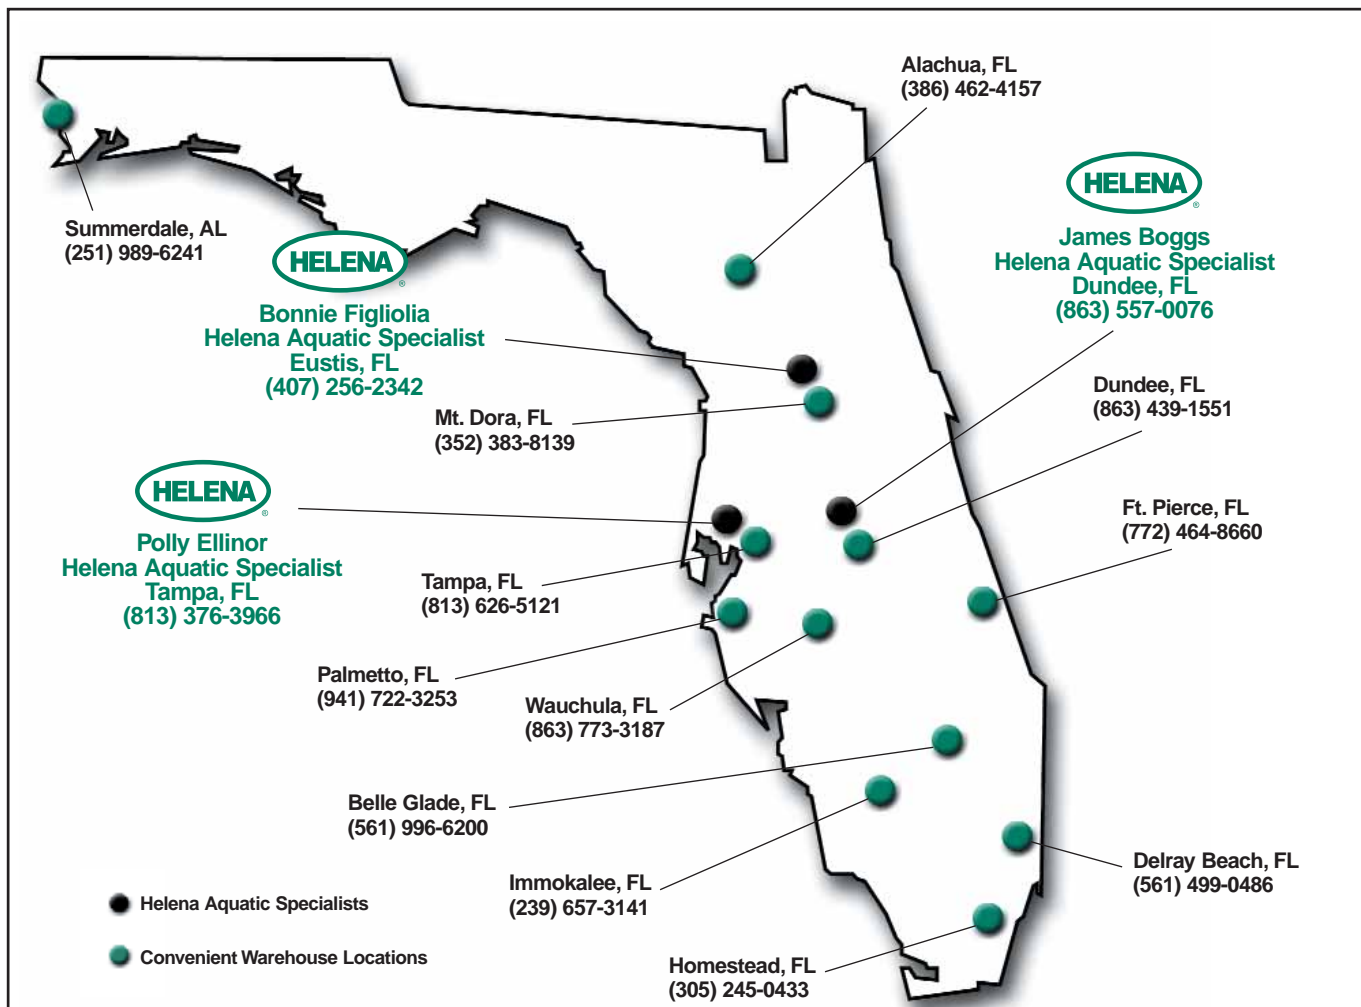 Alachua, FL
(386) 462-4157
HELENA
®
James Boggs
Helena Aquatic Specialist
Dundee, FL
(863) 557-0076
Summerdale, AL
(251) 989-6241
HELENA
®
Bonnie Figliolia
Helena Aquatic Specialist
Eustis, FL
(407) 256-2342
Dundee, FL
(863) 439-1551
Mt. Dora, FL
(352) 383-8139
HELENA
®
Polly Ellinor
Helena Aquatic Specialist
Tampa, FL
(813) 376-3966
Ft. Pierce, FL
(772) 464-8660
Tampa, FL
(813) 626-5121
Palmetto, FL
(941) 722-3253
Wauchula, FL
(863) 773-3187
Belle Glade, FL
(561) 996-6200
Delray Beach, FL
(561) 499-0486
Immokalee, FL
(239) 657-3141
Homestead, FL
(305) 245-0433
Helena Aquatic Specialists
Convenient Warehouse Locations